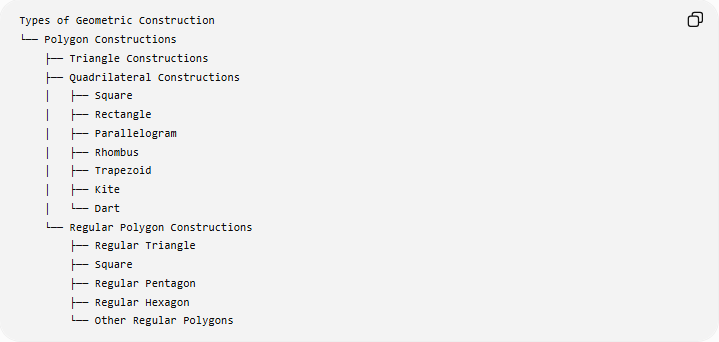 Types of Geometric Construction
└── Polygon Constructions
    ├── Triangle Constructions
    ├── Quadrilateral Constructions
    │   ├── Square
    │   ├── Rectangle
    │   ├── Parallelogram
    │   ├── Rhombus
    │   ├── Trapezoid
    │   ├── Kite
    │   └── Dart
    └── Regular Polygon Constructions
        ├── Regular Triangle
        ├── Square
        ├── Regular Pentagon
        ├── Regular Hexagon
        └── Other Regular Polygons